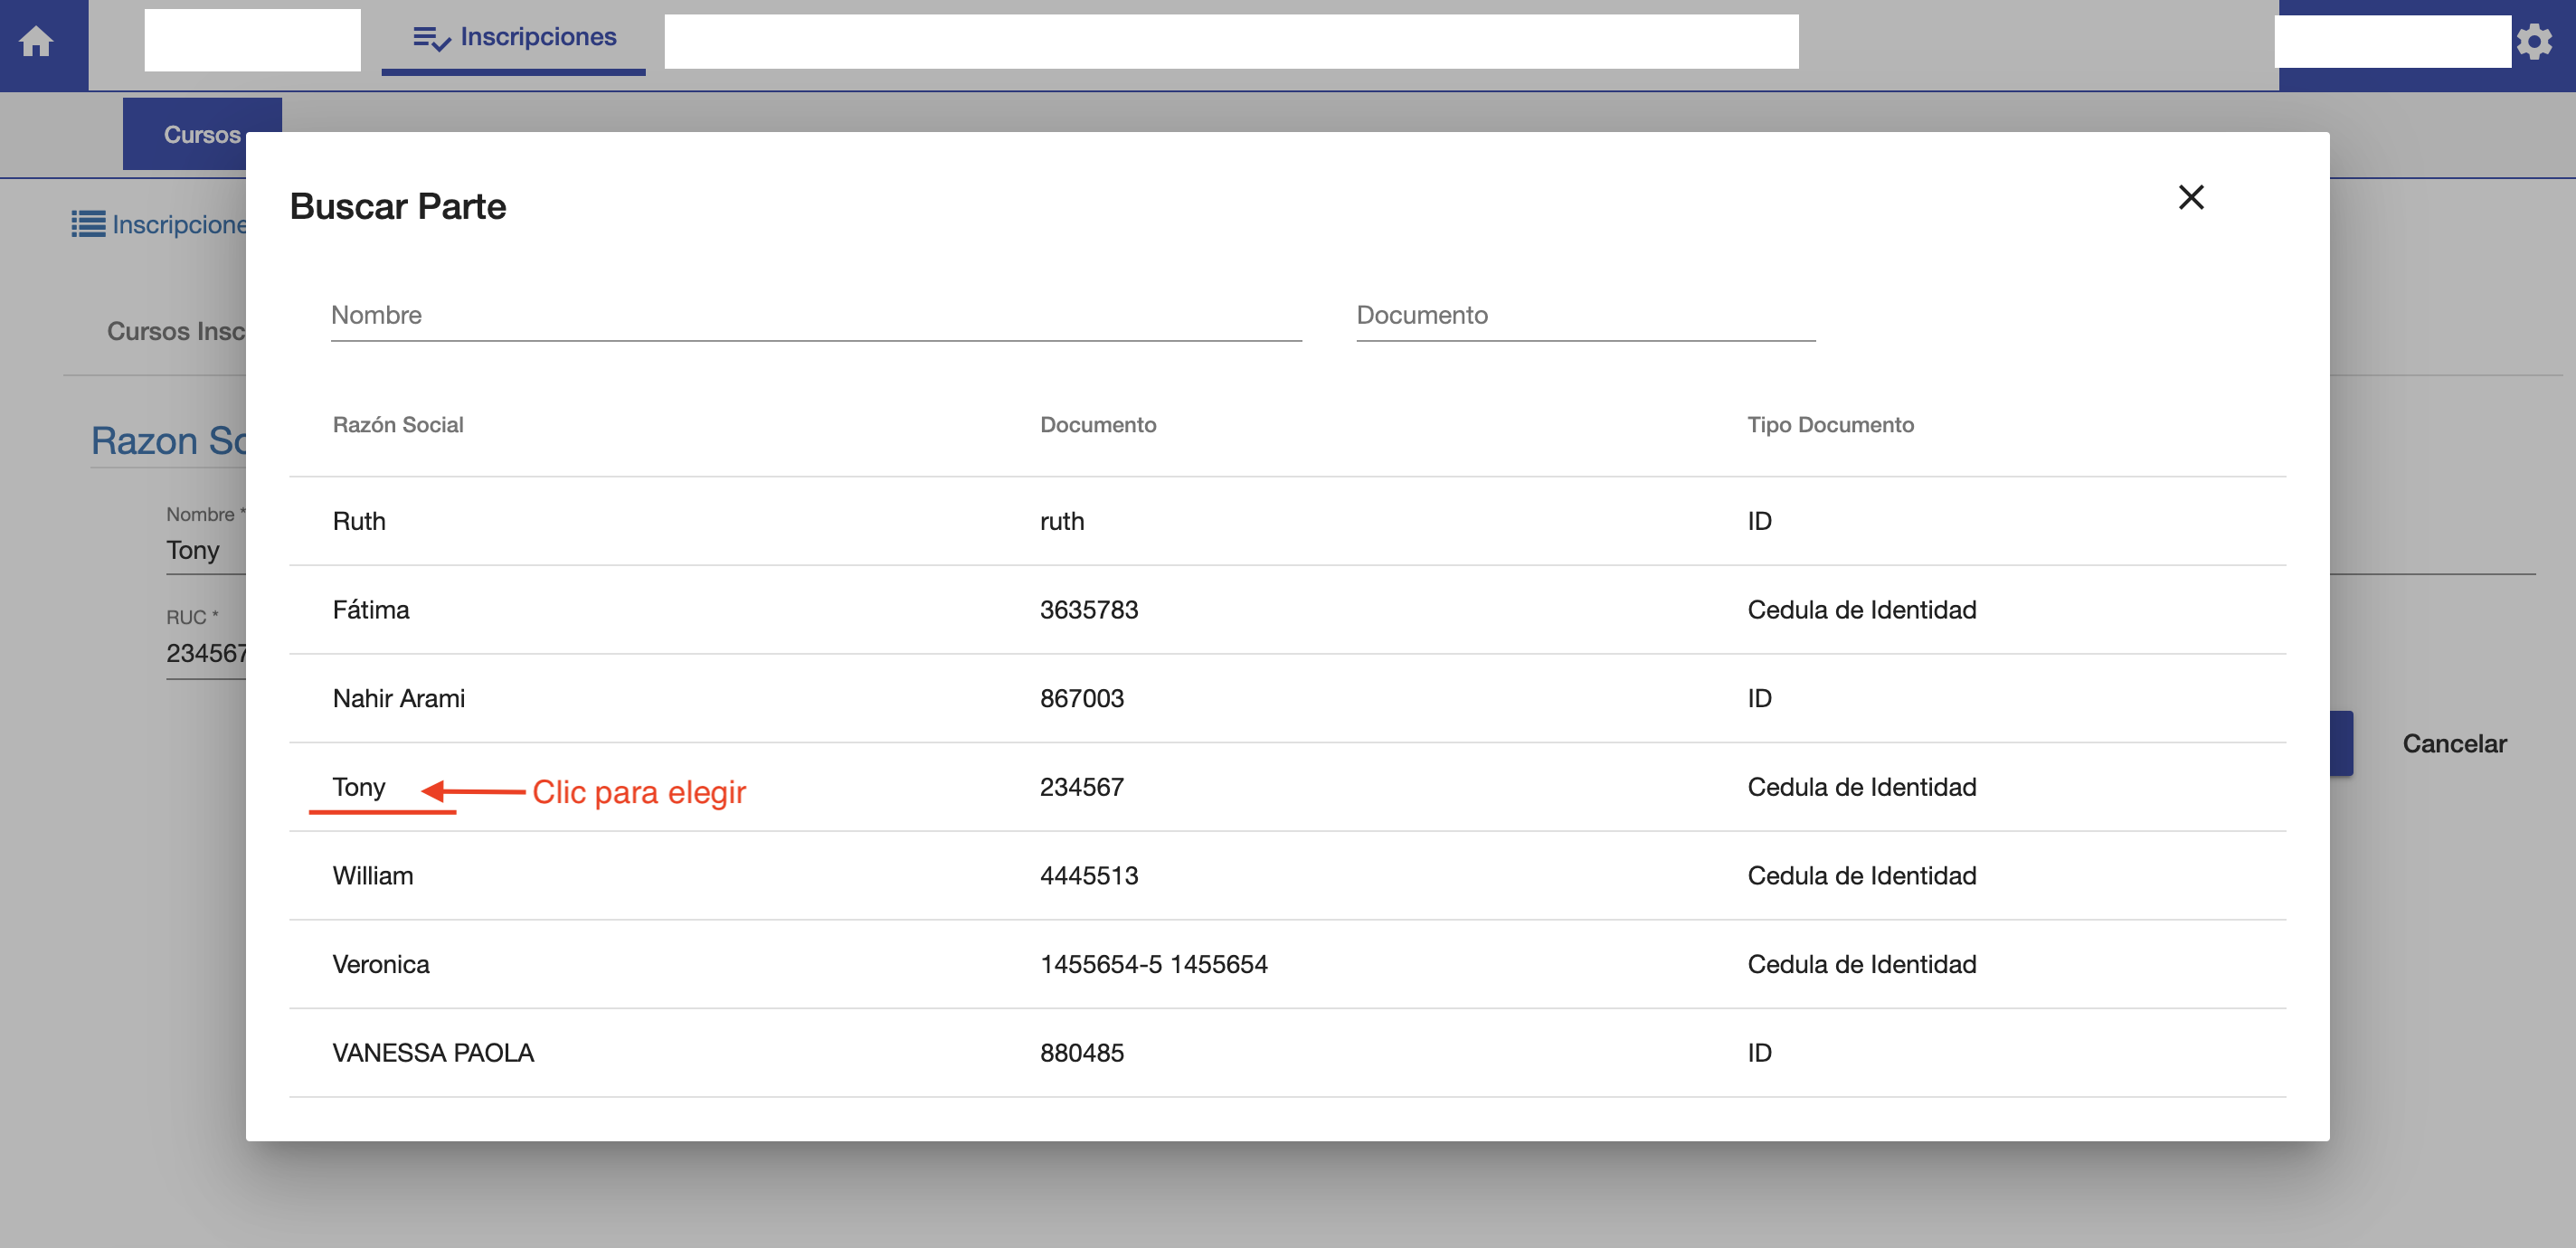 Inscripciones
Cursos
Inscripcione
Buscar Parte
Nombre Documento
Cursos Insc
Razón Social Documento Tipo Documento
Razon So
Ruth ruth ID
Nombre *
Tony
Fátima 3635783 Cedula de Identidad
RUC *
234567
Nahir Arami 867003 ID
Cancelar
Tony Clic para elegir 234567 Cedula de Identidad
William 4445513 Cedula de Identidad
Veronica 1455654-5 1455654 Cedula de Identidad
VANESSA PAOLA 880485 ID